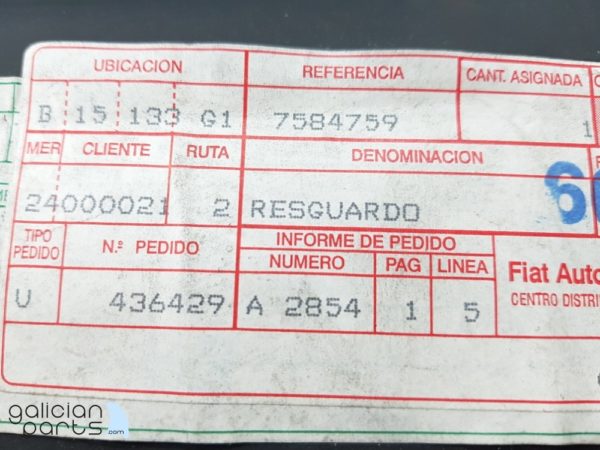 UBICACION REFERENCIA CANT. ASIGNADA
B 15 133 G1 7584759 1
MER CLIENTE RUTA DENOMINACION
24000021 2 RESGUARDO
TIPO PEDIDO N.º PEDIDO INFORME DE PEDIDO
NUMERO PAG LINEA Fiat Auto
CENTRO DISTRI
U 436429 A 2854 1 5
galician
parts.com